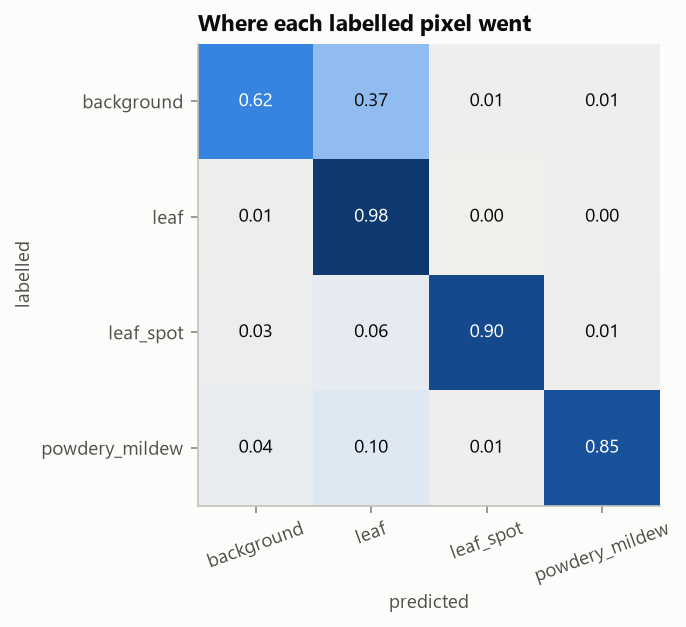 Where each labelled pixel went
background 0.62 0.37 0.01 0.01
leaf 0.01 0.98 0.00 0.00
leaf_spot 0.03 0.06 0.90 0.01
powdery_mildew 0.04 0.10 0.01 0.85
labelled
background leaf leaf_spot powdery_mildew
predicted